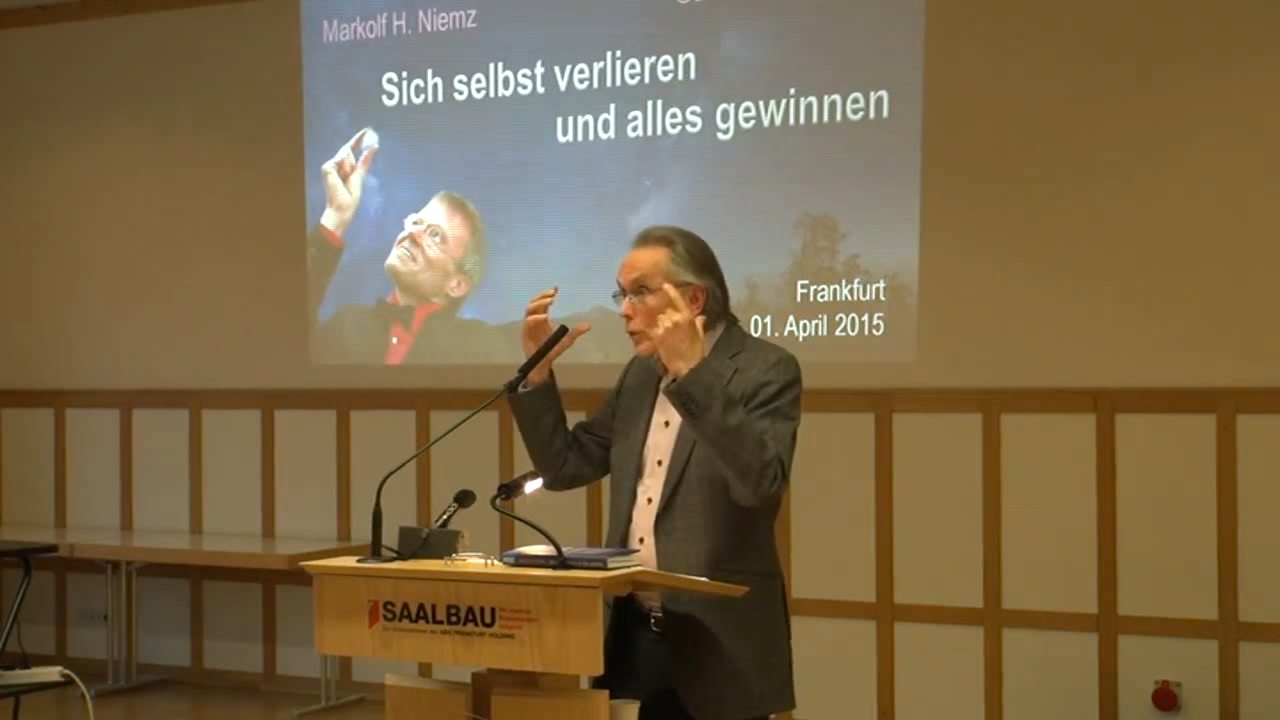 Markolf H. Niemz
Sich selbst verlieren
und alles gewinnen
Frankfurt
01. April 2015
SAALBAU